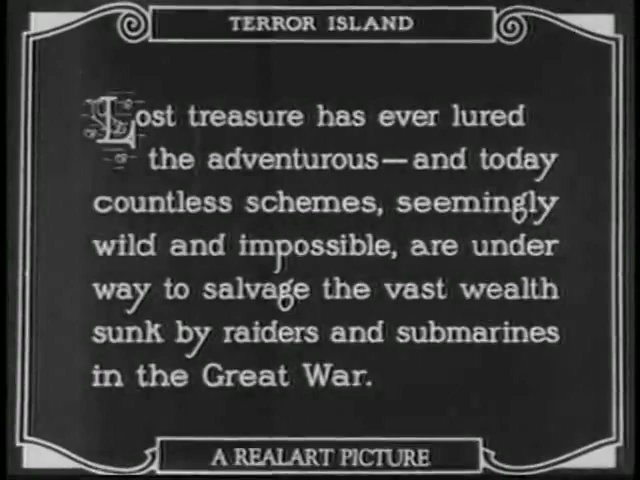 TERROR ISLAND
Lost treasure has ever lured
the adventurous—and today
countless schemes, seemingly
wild and impossible, are under
way to salvage the vast wealth
sunk by raiders and submarines
in the Great War.
A REALART PICTURE